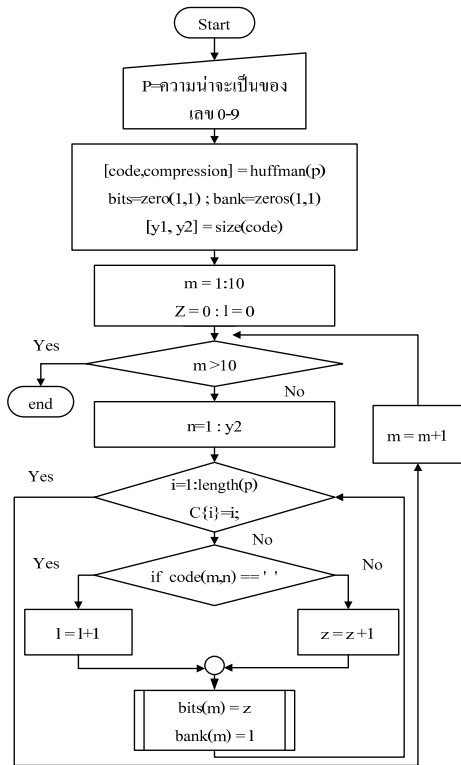 Start
P=ความน่าจะเป็นของ
เลข 0-9
[code,compression] = huffman(p)
bits=zero(1,1) ; bank=zeros(1,1)
[y1, y2] = size(code)
m = 1:10
Z = 0 : l = 0
Yes
m >10
end
No
n=1 : y2
m = m+1
Yes
i=1:length(p)
C{i}=i;
No
Yes
if code(m,n) == ' '
No
l = l+1
z = z +1
bits(m) = z
bank(m) = l